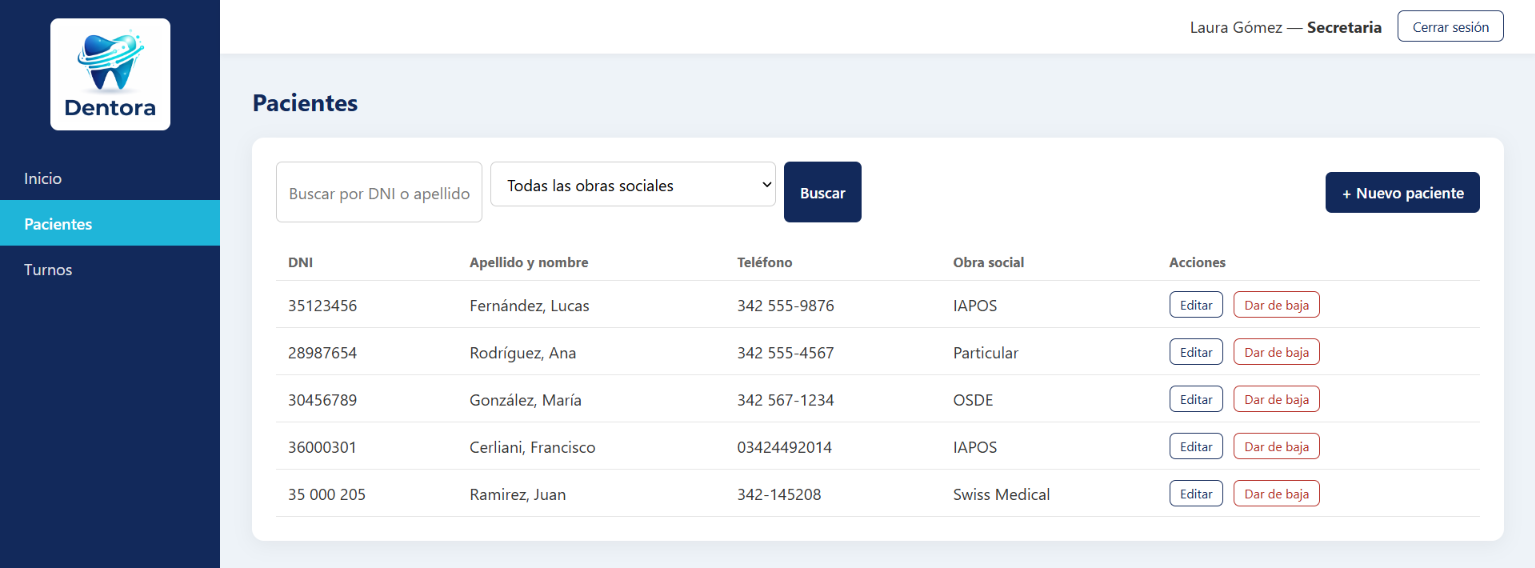 Dentora
Inicio
Pacientes
Turnos
Laura Gómez — Secretaria
Cerrar sesión
Pacientes
Buscar por DNI o apellido
Todas las obras sociales
Buscar
+ Nuevo paciente
DNI Apellido y nombre Teléfono Obra social Acciones
35123456 Fernández, Lucas 342 555-9876 IAPOS Editar Dar de baja
28987654 Rodríguez, Ana 342 555-4567 Particular Editar Dar de baja
30456789 González, María 342 567-1234 OSDE Editar Dar de baja
36000301 Cerliani, Francisco 03424492014 IAPOS Editar Dar de baja
35 000 205 Ramirez, Juan 342-145208 Swiss Medical Editar Dar de baja